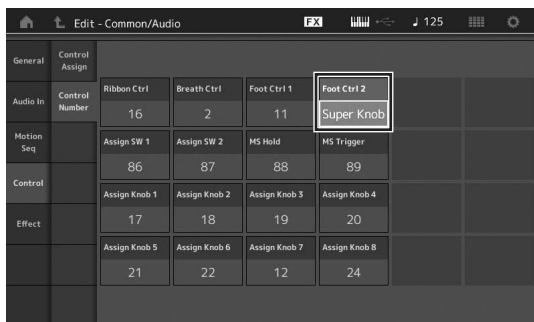 Edit - Common/Audio FX 125
General
Control Assign
Audio In
Control Number
Motion Seq
Control
Effect
Ribbon Ctrl Breath Ctrl Foot Ctrl 1 Foot Ctrl 2
16 2 11 Super Knob
Assign SW 1 Assign SW 2 MS Hold MS Trigger
86 87 88 89
Assign Knob 1 Assign Knob 2 Assign Knob 3 Assign Knob 4
17 18 19 20
Assign Knob 5 Assign Knob 6 Assign Knob 7 Assign Knob 8
21 22 12 24